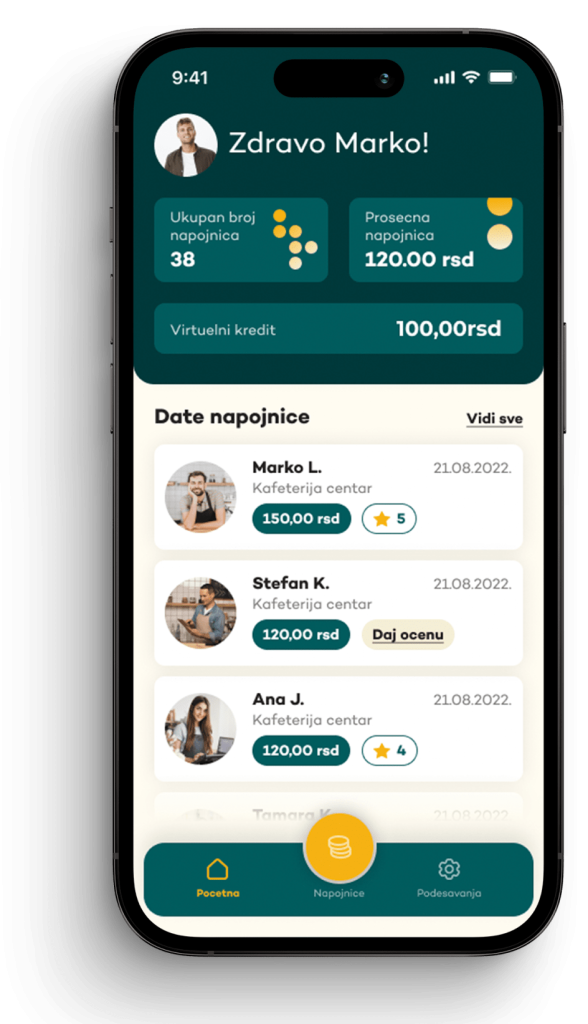 9:41
Zdravo Marko!
Ukupan broj
napojnica
38
Prosecna
napojnica
120.00 rsd
Virtuelni kredit
100,00rsd
Date napojnice
Vidi sve
Marko L.
21.08.2022.
Kafeterija centar
150,00 rsd
5
Stefan K.
21.08.2022.
Kafeterija centar
120,00 rsd
Daj ocenu
Ana J.
21.08.2022.
Kafeterija centar
120,00 rsd
4
Tamara K.
21.08.2022.
Pocetna
Napojnice
Podesavanja